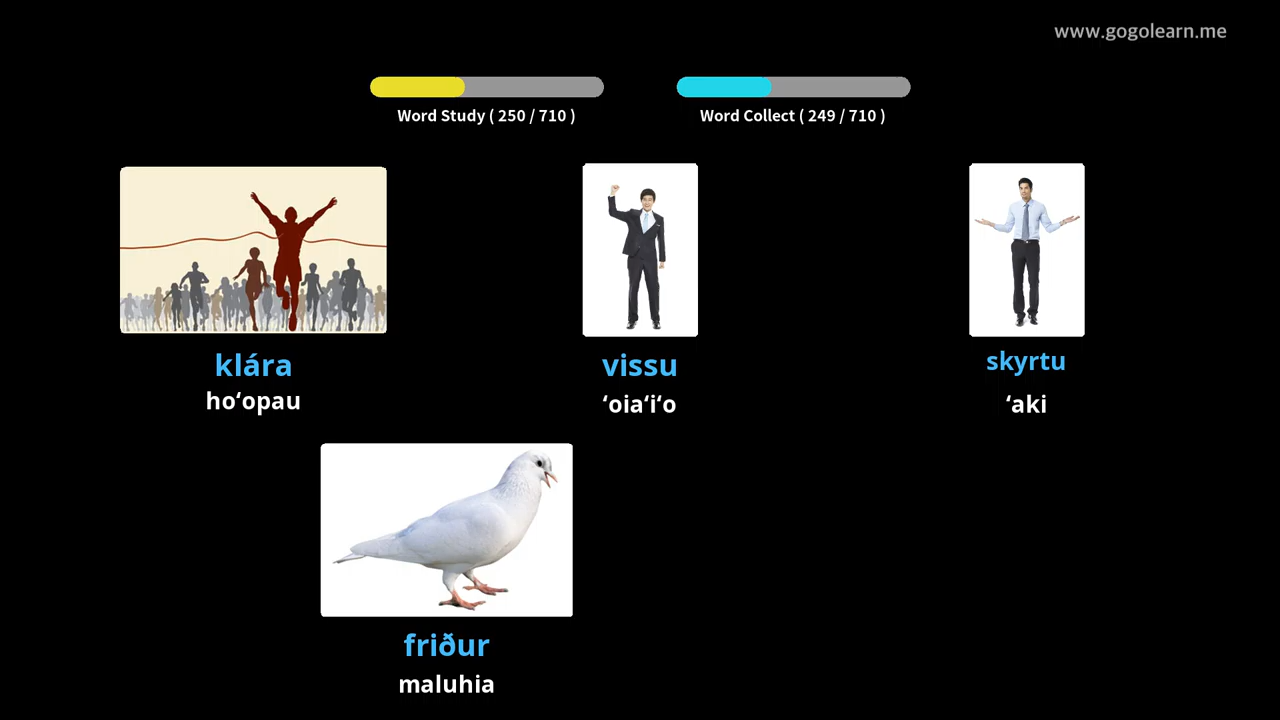 www.gogolearn.me
Word Study ( 250 / 710 )
Word Collect ( 249 / 710 )
klára
hoʻopau
vissu
ʻoiaʻiʻo
skyrtu
ʻaki
friður
maluhia